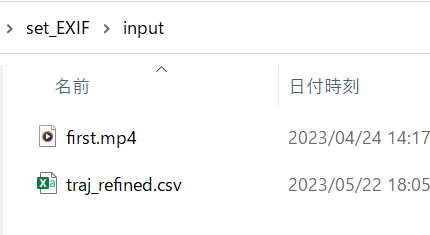 set_EXIF > input
名前 日付時刻
first.mp4 2023/04/24 14:17
traj_refined.csv 2023/05/22 18:05